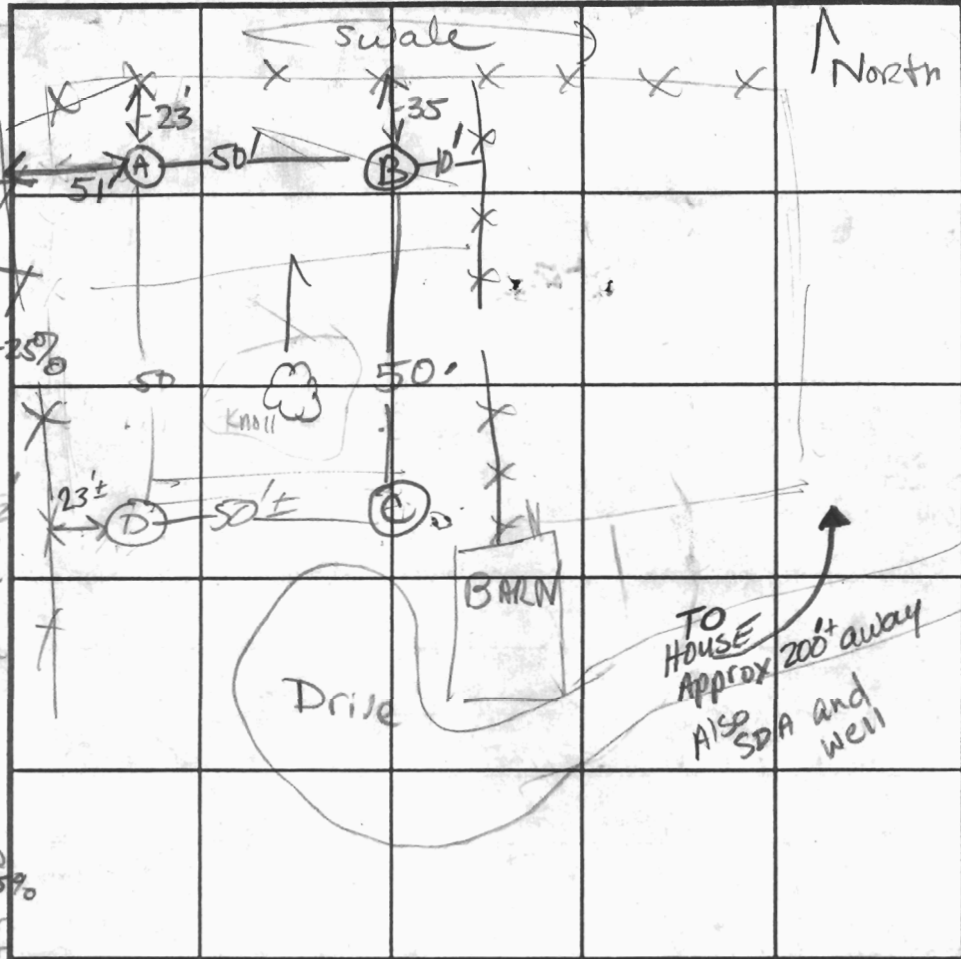 Swale
North
23'
35
A
50'
B
10'
51'
25%
50
50'
Knoll
23'±
D
50'±
C
BARN
TO
HOUSE
Approx 200'+ away
Also SDA and
well
Drive